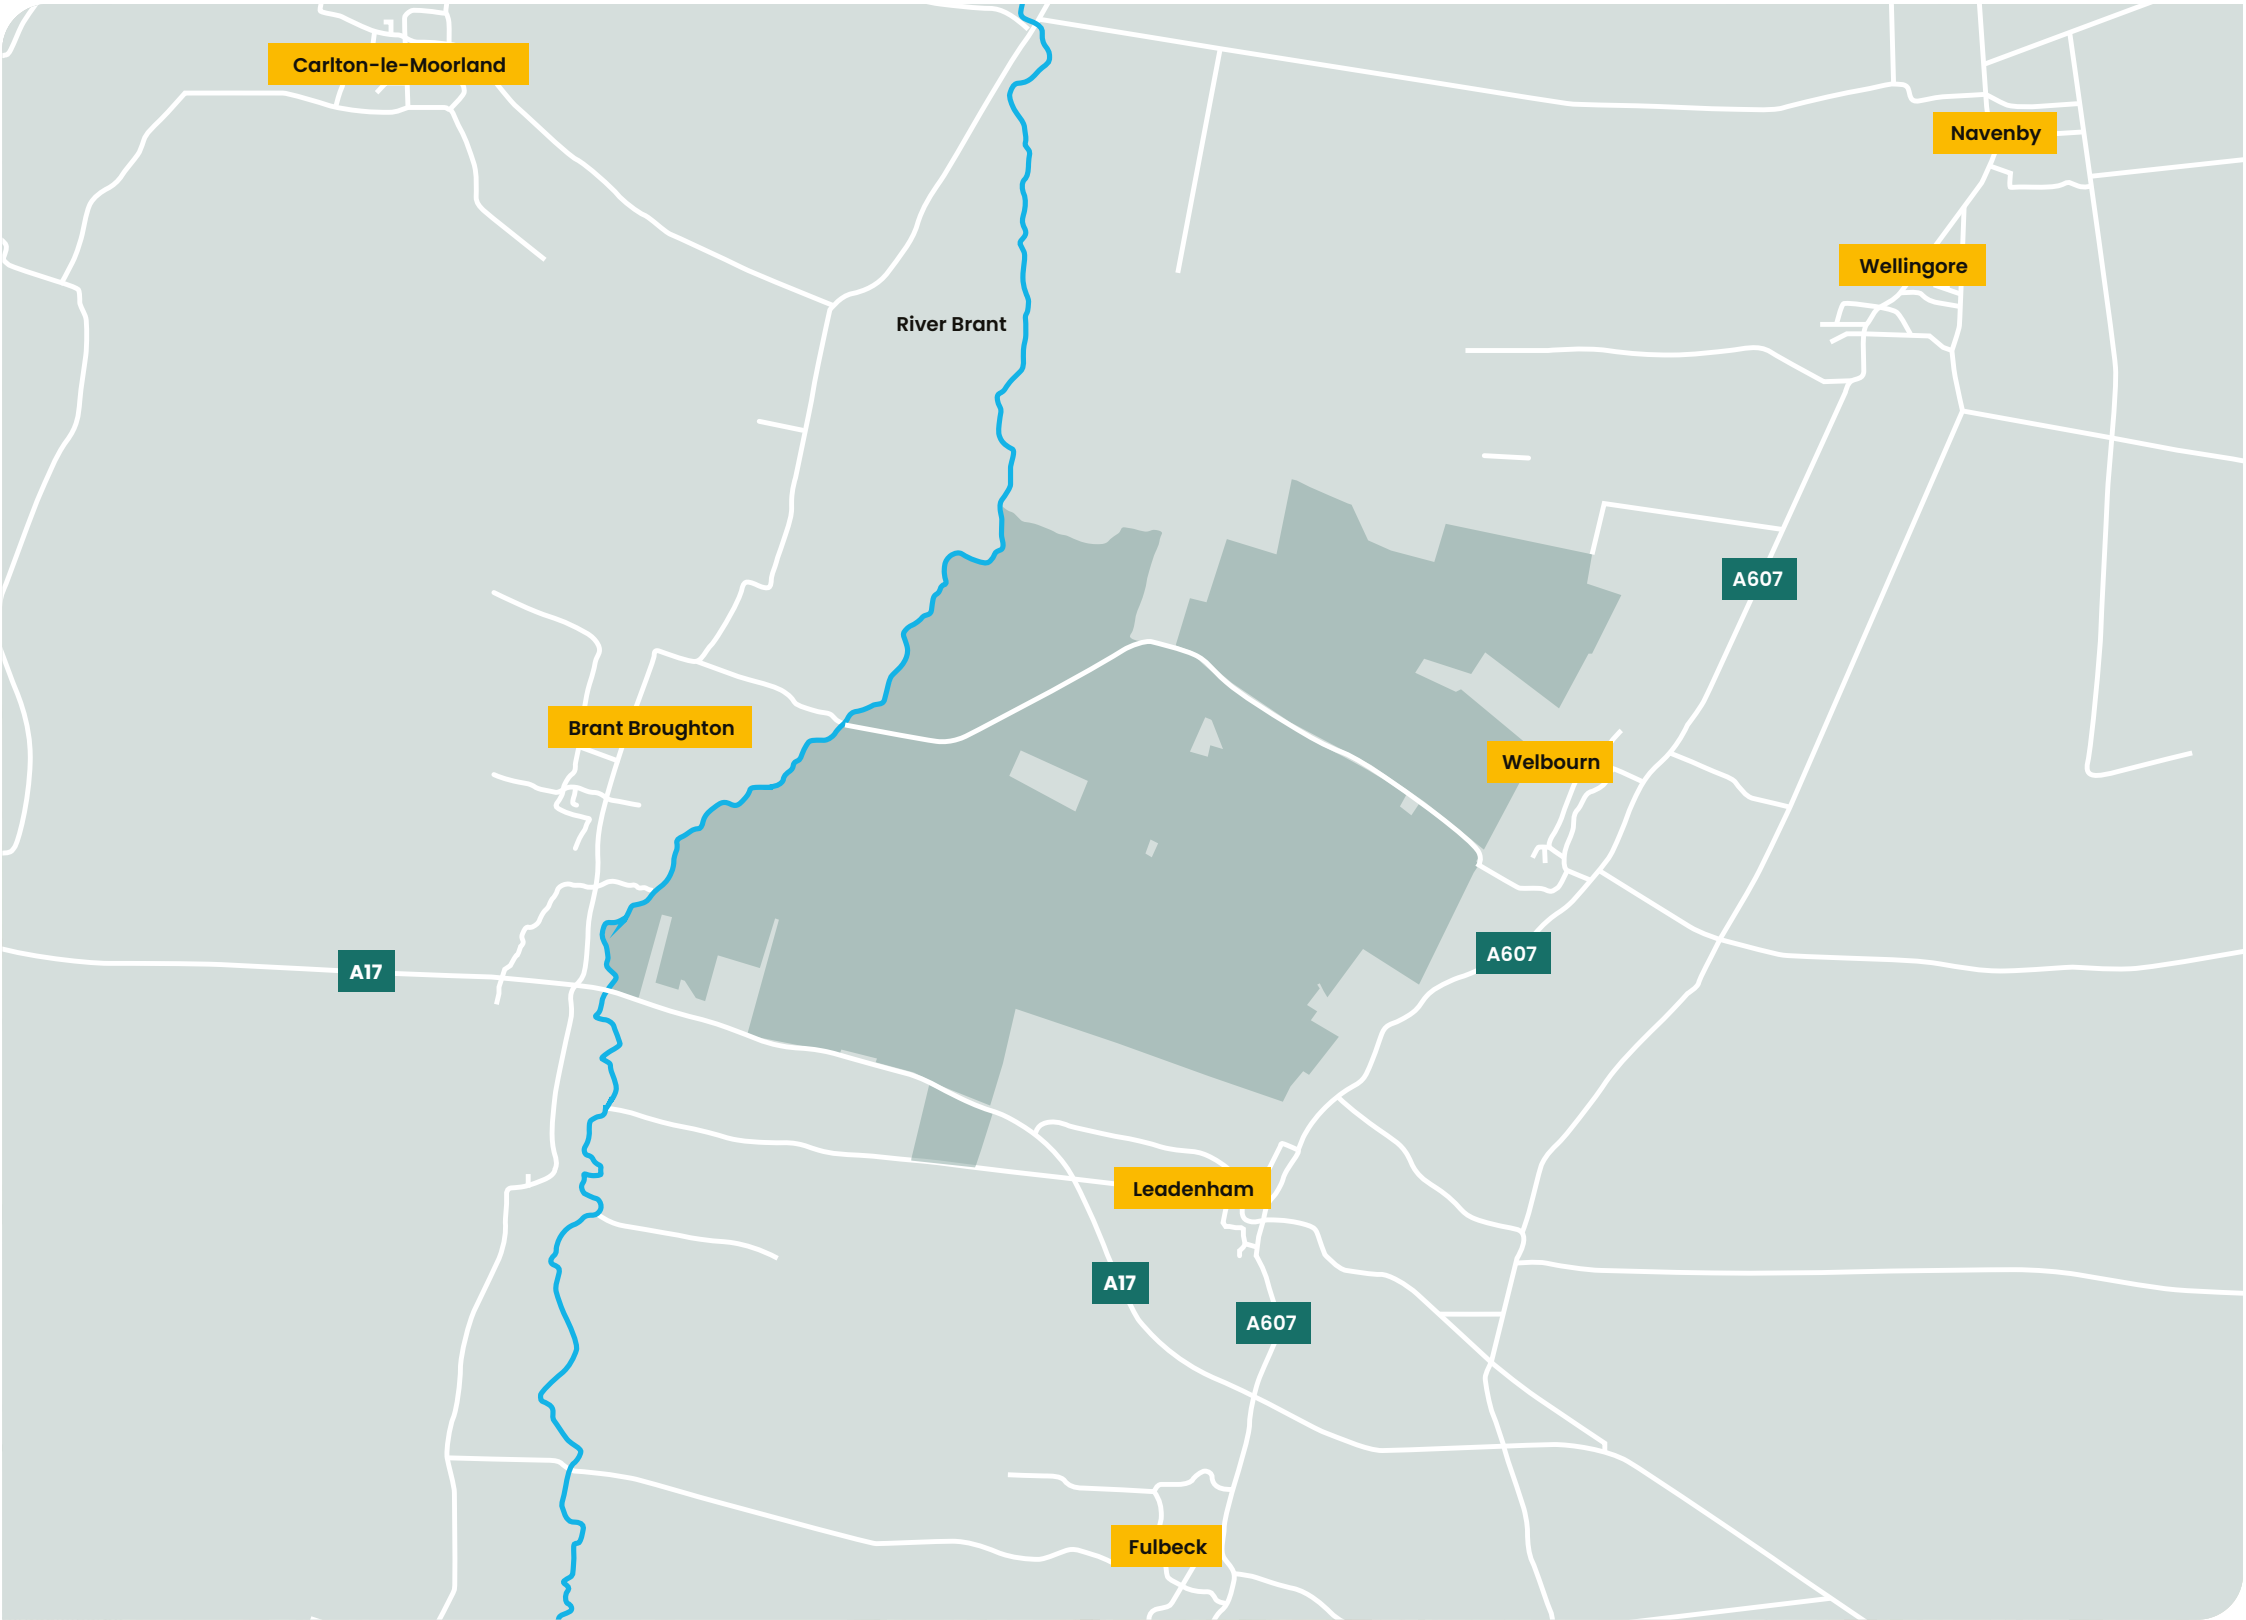 Carlton-le-Moorland
Navenby
Wellingore
River Brant
A607
Brant Broughton
Welbourn
A607
A17
Leadenham
A17
A607
Fulbeck